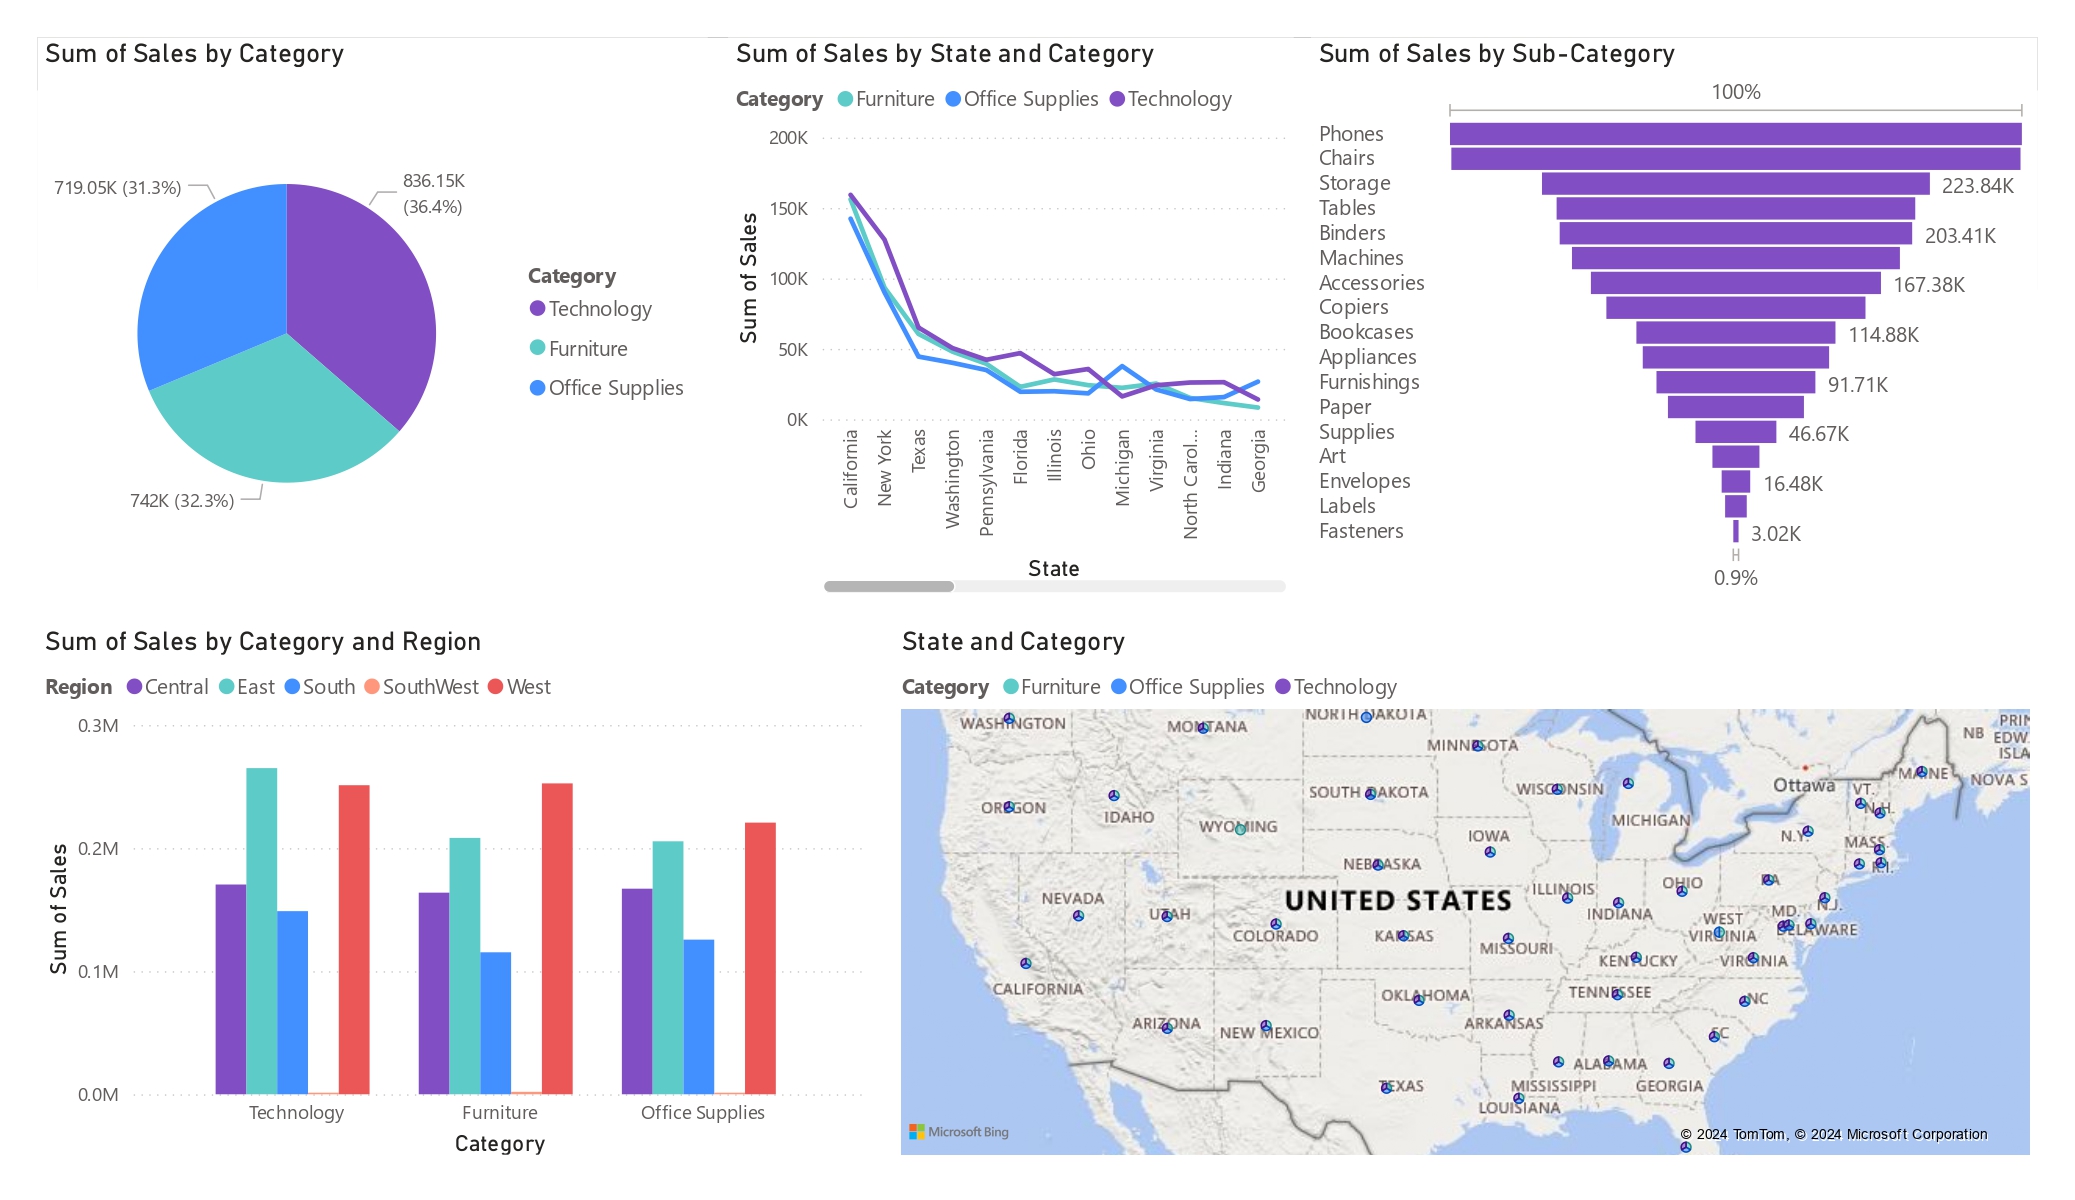 Sum of Sales by Category
719.05K (31.3%)
836.15K
(36.4%)
742K (32.3%)
Category
Technology
Furniture
Office Supplies
Sum of Sales by State and Category
Category Furniture Office Supplies Technology
200K
150K
100K
50K
0K
Sum of Sales
California
New York
Texas
Washington
Pennsylvania
Florida
Illinois
Ohio
Michigan
Virginia
North Carol...
Indiana
Georgia
State
Sum of Sales by Sub-Category
100%
Phones
Chairs
Storage 223.84K
Tables
Binders 203.41K
Machines
Accessories 167.38K
Copiers
Bookcases 114.88K
Appliances
Furnishings 91.71K
Paper
Supplies 46.67K
Art
Envelopes 16.48K
Labels
Fasteners 3.02K
0.9%
Sum of Sales by Category and Region
Region Central East South SouthWest West
0.3M
0.2M
0.1M
0.0M
Sum of Sales
Technology Furniture Office Supplies
Category
State and Category
Category Furniture Office Supplies Technology
WASHINGTON
MONTANA
NORTH DAKOTA
MINNESOTA
NB
PRIN
EDW.
ISLA
NOVA S
MAINE
Ottawa
VT.
N.H.
OREGON
IDAHO
WYOMING
SOUTH DAKOTA
WISCONSIN
MICHIGAN
N.Y.
MASS.
R.I.
IOWA
NEBRASKA
UNITED STATES
ILLINOIS
INDIANA
OHIO
PA
N.J.
MD.
DELAWARE
WEST
VIRGINIA
NEVADA
UTAH
COLORADO
KANSAS
MISSOURI
KENTUCKY
VIRGINIA
CALIFORNIA
ARIZONA
NEW MEXICO
OKLAHOMA
ARKANSAS
TENNESSEE
NC
SC
TEXAS
LOUISIANA
MISSISSIPPI
ALABAMA
GEORGIA
Microsoft Bing
© 2024 TomTom, © 2024 Microsoft Corporation